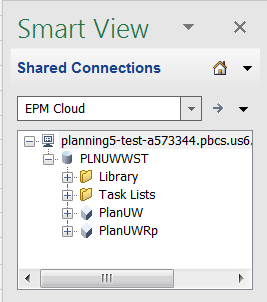 Smart View
Shared Connections
EPM Cloud
planning5-test-a573344.pbcs.us6.
PLNUWWST
Library
Task Lists
PlanUW
PlanUWRp